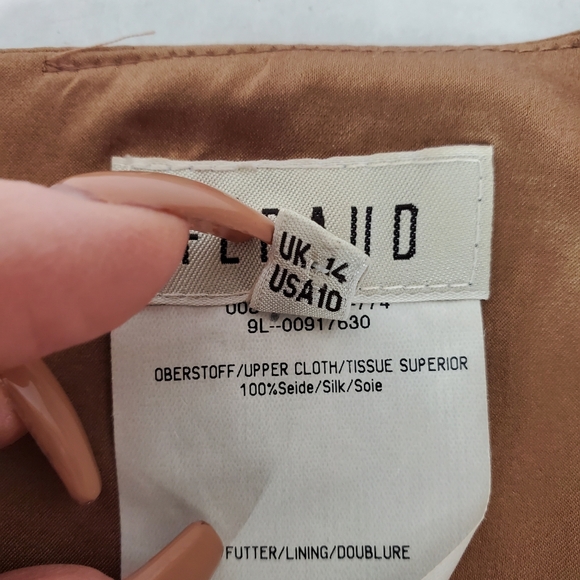 UK.14
USA10
9L--00917630
OBERSTOFF/UPPER CLOTH/TISSUE SUPERIOR
100%Seide/Silk/Soie
FUTTER/LINING/DOUBLURE